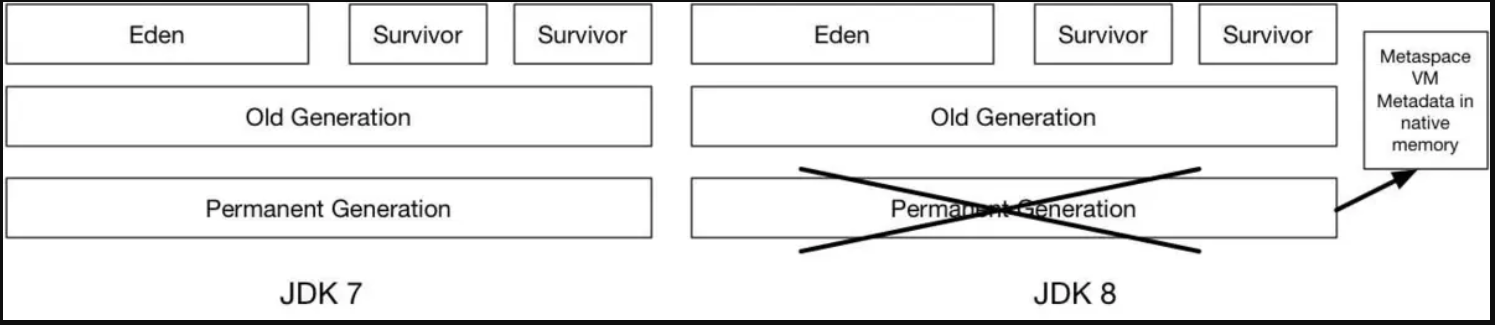 Eden
Survivor
Survivor
Old Generation
Permanent Generation
JDK 7
Eden
Survivor
Survivor
Old Generation
Permanent Generation
JDK 8
Metaspace
VM
Metadata in
native
memory